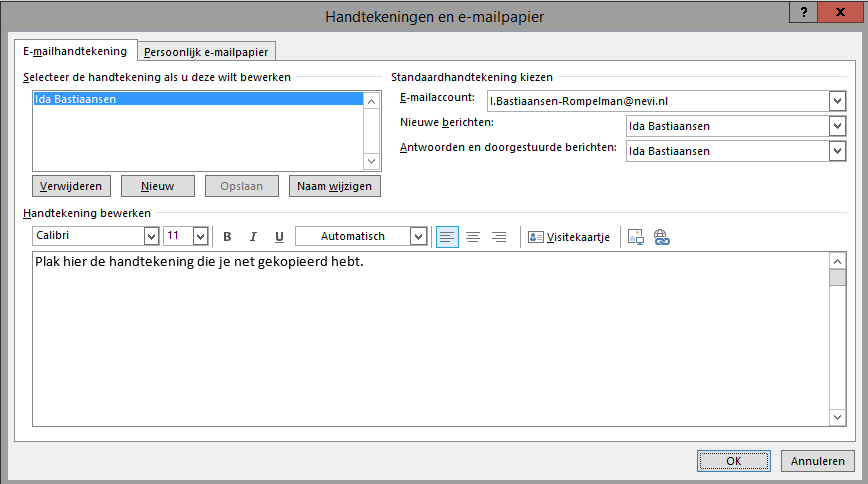 Handtekeningen en e-mailpapier
? x
E-mailhandtekening Persoonlijk e-mailpapier
Selecteer de handtekening als u deze wilt bewerken
Ida Bastiaansen
Verwijderen Nieuw Opslaan Naam wijzigen
Standaardhandtekening kiezen
E-mailaccount: I.Bastiaansen-Rompelman@nevi.nl
Nieuwe berichten: Ida Bastiaansen
Antwoorden en doorgestuurde berichten: Ida Bastiaansen
Handtekening bewerken
Calibri 11 B I U Automatisch Visitekaartje
Plak hier de handtekening die je net gekopieerd hebt.
OK Annuleren